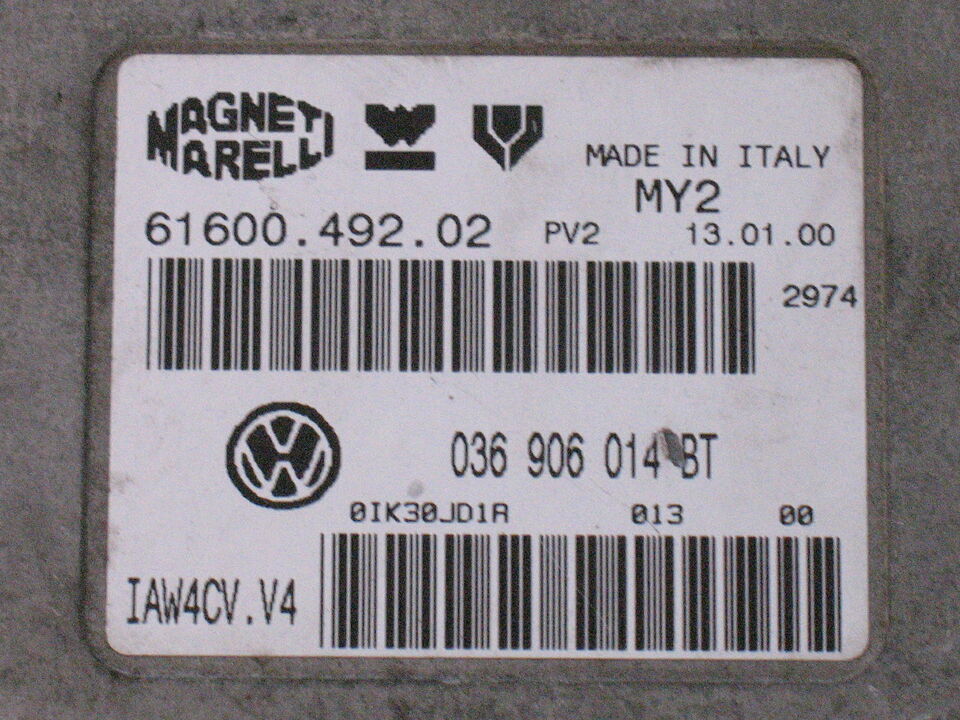 MAGNETI
MARELLI
MADE IN ITALY
MY2
61600.492.02 PV2 13.01.00
2974
036 906 014 BT
0IK30JD1R 013 00
IAW4CV.V4